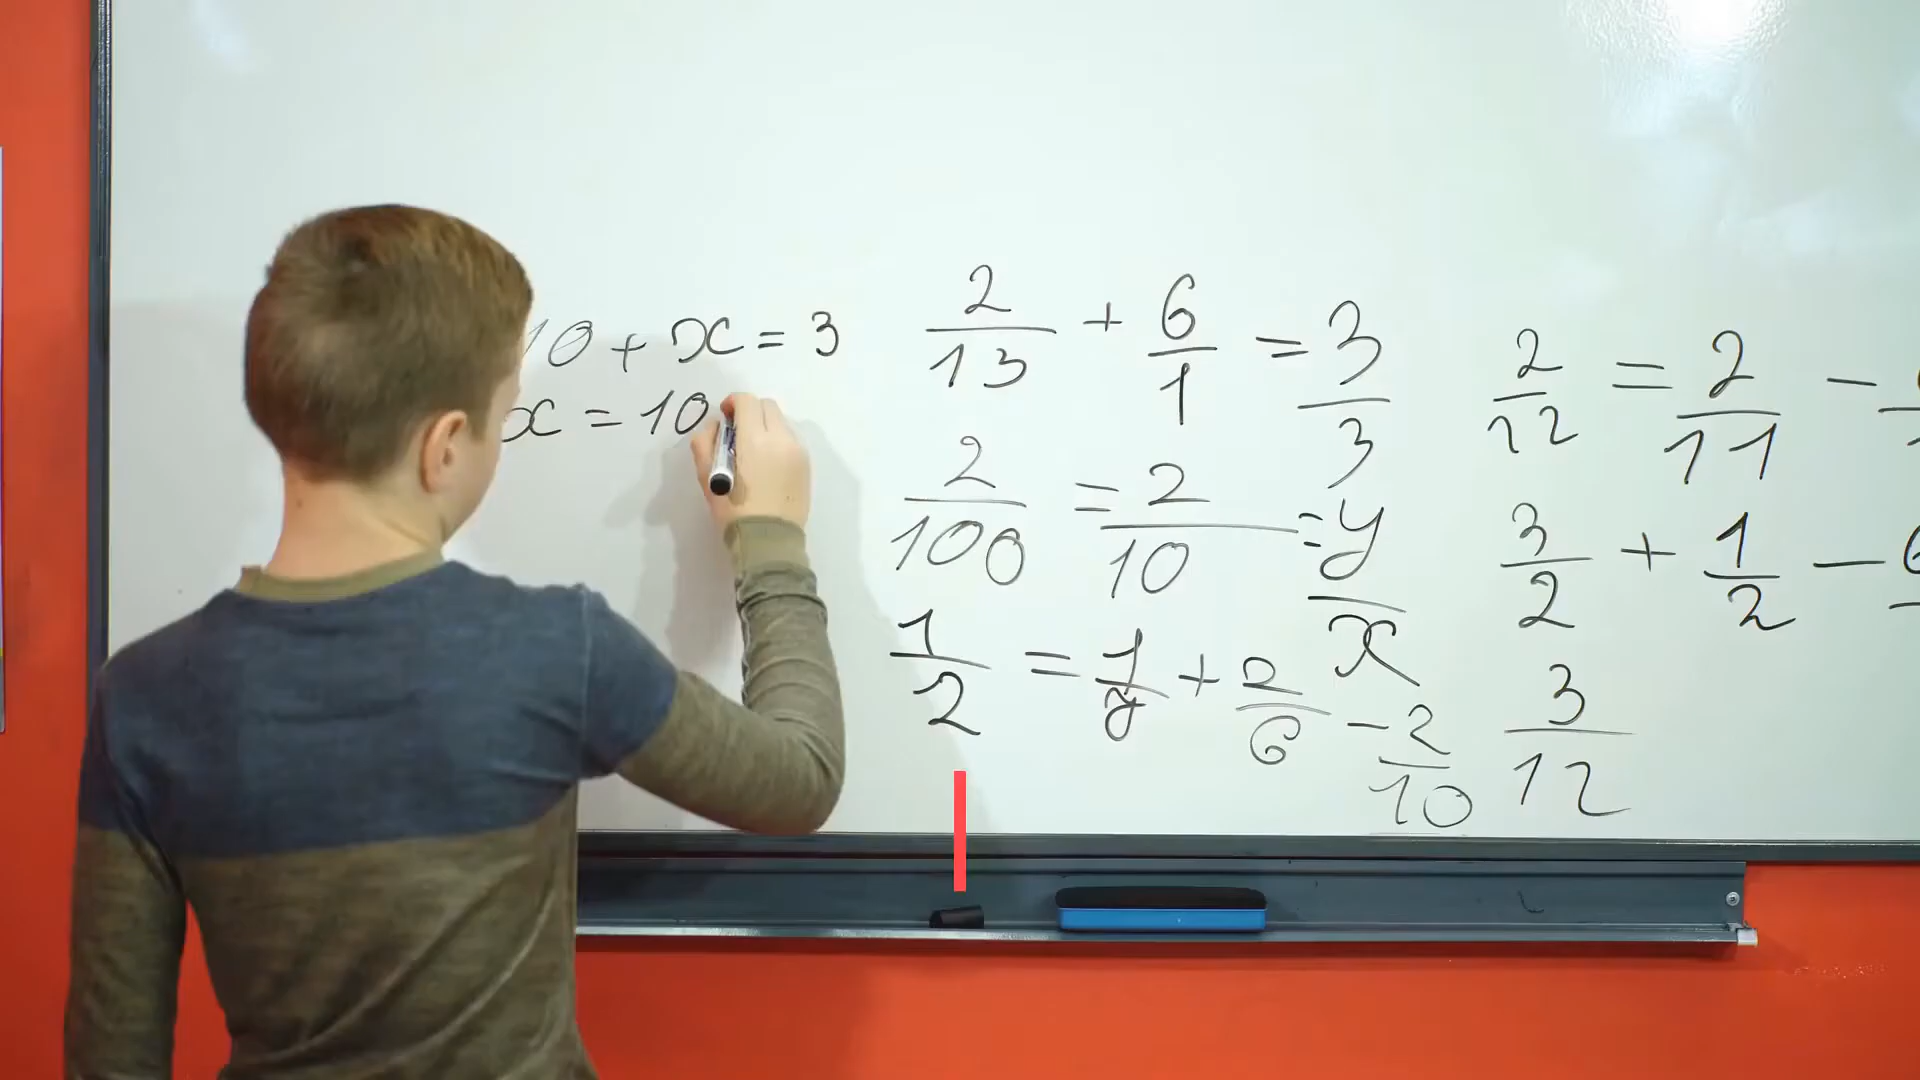 10 + x = 3
x = 10
2/13 + 6/1 = 3/3
2/100 = 2/10 = y/x
1/2 = 1/y + 2/6 - 2/10
2/12 = 2/11 -
3/2 + 1/2 -
3/12